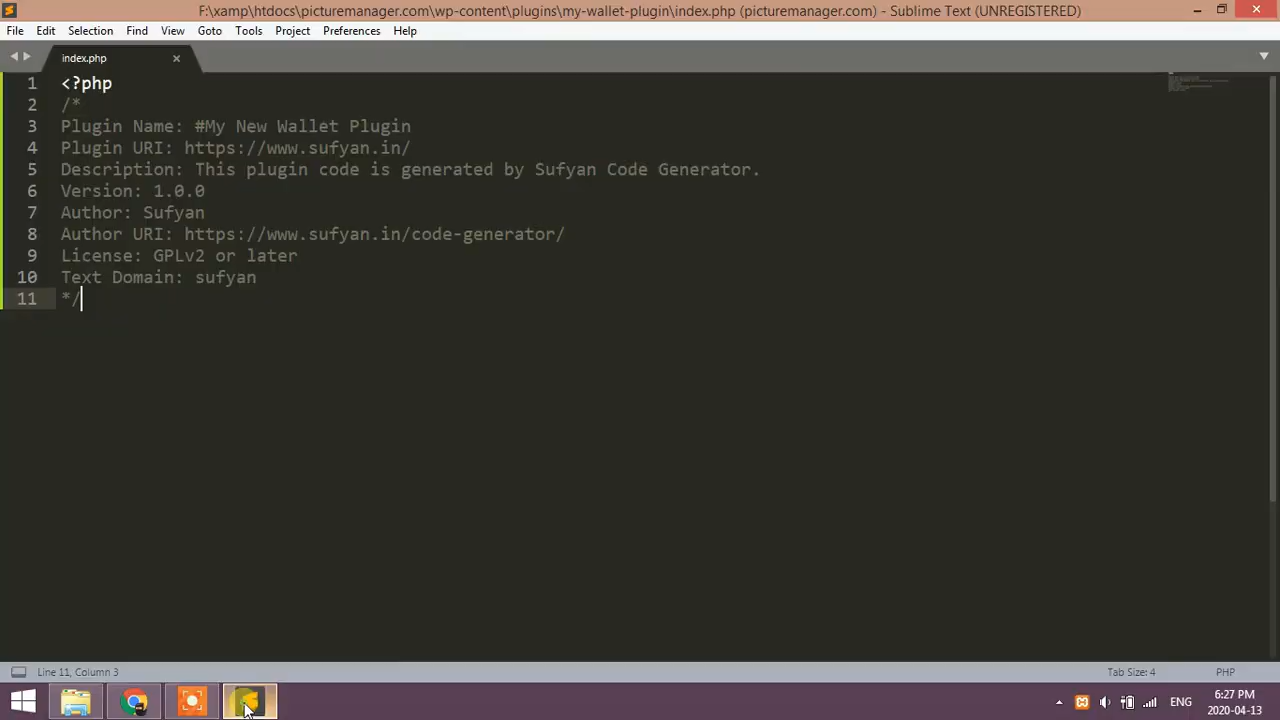 F:\xamp\htdocs\picturemanager.com\wp-content\plugins\my-wallet-plugin\index.php (picturemanager.com) - Sublime Text (UNREGISTERED)
File Edit Selection Find View Goto Tools Project Preferences Help
index.php
1 <?php
2 /*
3 Plugin Name: #My New Wallet Plugin
4 Plugin URI: https://www.sufyan.in/
5 Description: This plugin code is generated by Sufyan Code Generator.
6 Version: 1.0.0
7 Author: Sufyan
8 Author URI: https://www.sufyan.in/code-generator/
9 License: GPLv2 or later
10 Text Domain: sufyan
11 */
Line 11, Column 3 Tab Size: 4 PHP
ENG 6:27 PM
2020-04-13